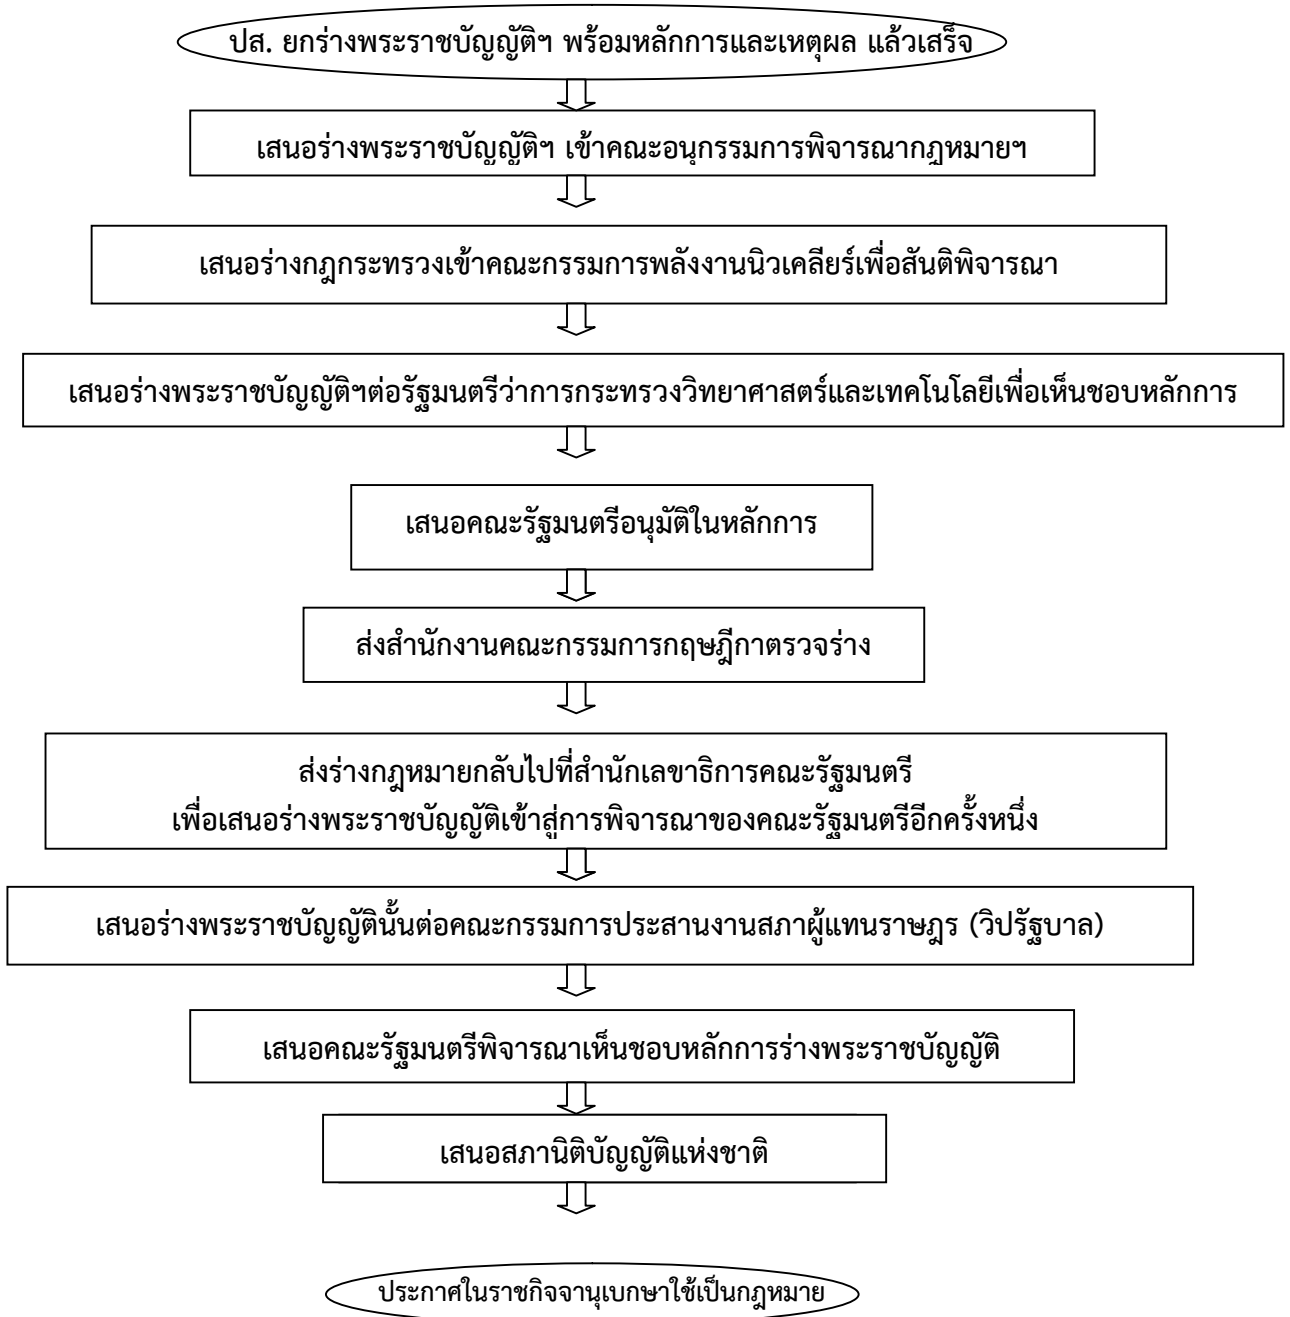 ปส. ยกร่างพระราชบัญญัติฯ พร้อมหลักการและเหตุผล แล้วเสร็จ
เสนอร่างพระราชบัญญัติฯ เข้าคณะอนุกรรมการพิจารณากฎหมายฯ
เสนอร่างกฎกระทรวงเข้าคณะกรรมการพลังงานนิวเคลียร์เพื่อสันติพิจารณา
เสนอร่างพระราชบัญญัติฯต่อรัฐมนตรีว่าการกระทรวงวิทยาศาสตร์และเทคโนโลยีเพื่อเห็นชอบหลักการ
เสนอคณะรัฐมนตรีอนุมัติในหลักการ
ส่งสำนักงานคณะกรรมการกฤษฎีกาตรวจร่าง
ส่งร่างกฎหมายกลับไปที่สำนักเลขาธิการคณะรัฐมนตรี
เพื่อเสนอร่างพระราชบัญญัติเข้าสู่การพิจารณาของคณะรัฐมนตรีอีกครั้งหนึ่ง
เสนอร่างพระราชบัญญัตินั้นต่อคณะกรรมการประสานงานสภาผู้แทนราษฎร (วิปรัฐบาล)
เสนอคณะรัฐมนตรีพิจารณาเห็นชอบหลักการร่างพระราชบัญญัติ
เสนอสภานิติบัญญัติแห่งชาติ
ประกาศในราชกิจจานุเบกษาใช้เป็นกฎหมาย